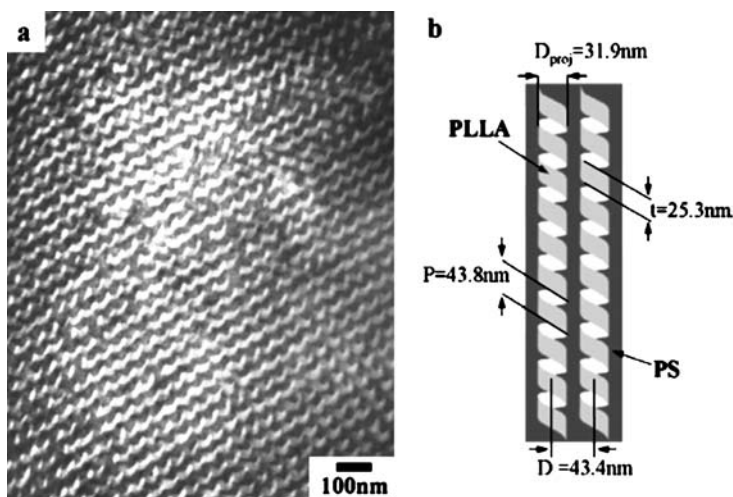 a
100nm
b
D_proj=31.9nm
PLLA
t=25.3nm
P=43.8nm
PS
D =43.4nm